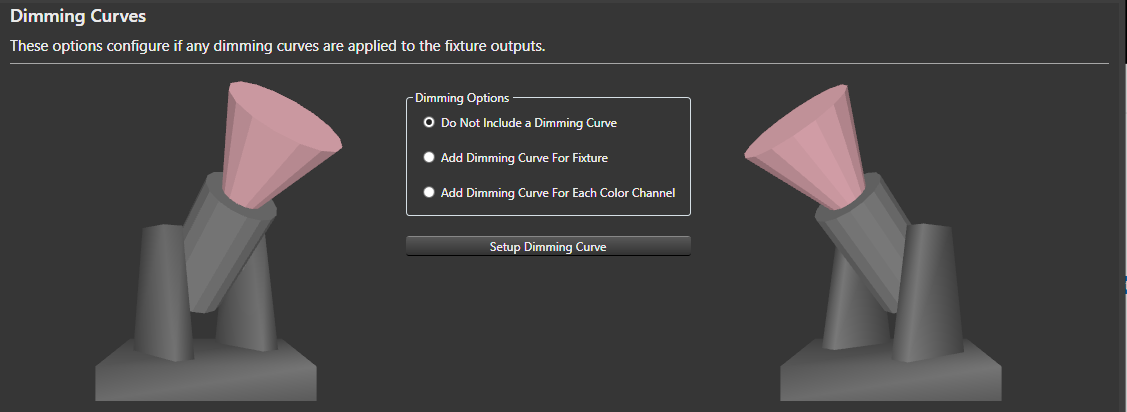 Dimming Curves
These options configure if any dimming curves are applied to the fixture outputs.
Dimming Options
Do Not Include a Dimming Curve
Add Dimming Curve For Fixture
Add Dimming Curve For Each Color Channel
Setup Dimming Curve